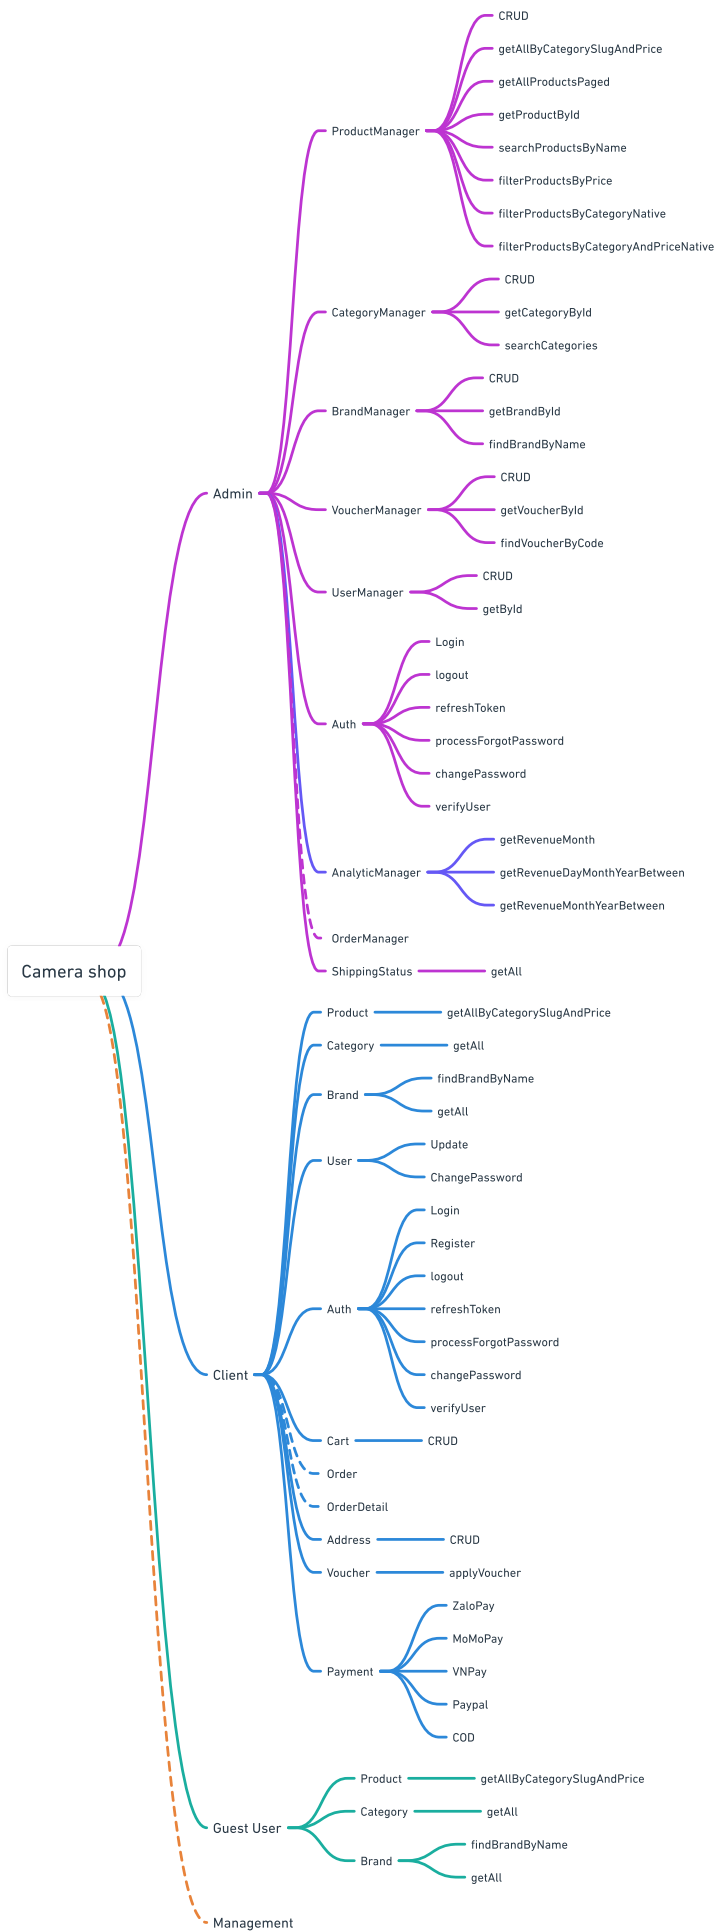 CRUD
getAllByCategorySlugAndPrice
getAllProductsPaged
getProductById
ProductManager
searchProductsByName
filterProductsByPrice
filterProductsByCategoryNative
filterProductsByCategoryAndPriceNative
CRUD
CategoryManager
getCategoryById
searchCategories
CRUD
BrandManager
getBrandById
findBrandByName
CRUD
Admin
VoucherManager
getVoucherById
findVoucherByCode
CRUD
UserManager
getById
Login
logout
refreshToken
Auth
processForgotPassword
changePassword
verifyUser
getRevenueMonth
AnalyticManager
getRevenueDayMonthYearBetween
getRevenueMonthYearBetween
OrderManager
ShippingStatus
getAll
Camera shop
Product
getAllByCategorySlugAndPrice
Category
getAll
findBrandByName
Brand
getAll
Update
User
ChangePassword
Login
Register
logout
Auth
refreshToken
processForgotPassword
changePassword
Client
verifyUser
Cart
CRUD
Order
OrderDetail
Address
CRUD
Voucher
applyVoucher
ZaloPay
MoMoPay
Payment
VNPay
Paypal
COD
Product
getAllByCategorySlugAndPrice
Category
getAll
Guest User
findBrandByName
Brand
getAll
Management